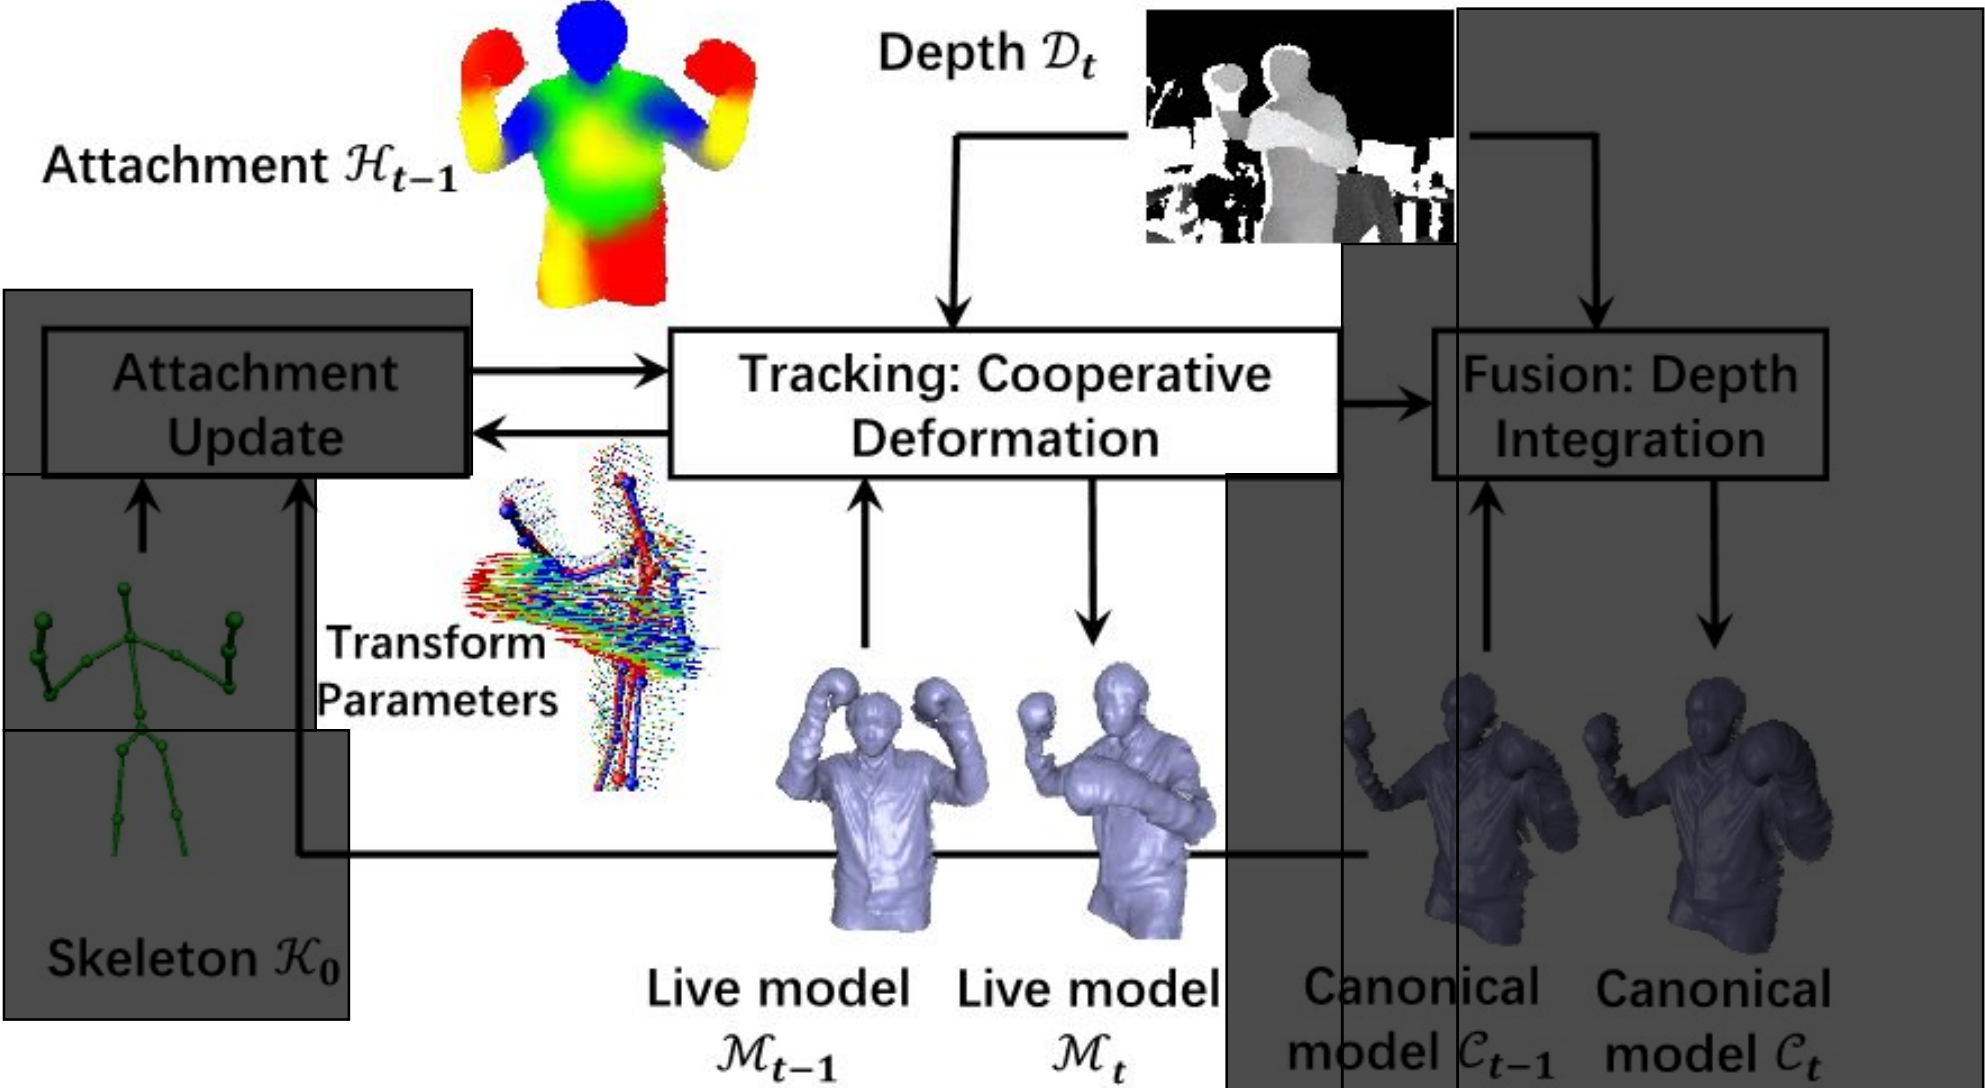 Depth 𝒟ₜ
Attachment ℋₜ₋₁
Attachment
Update
Tracking: Cooperative
Deformation
Fusion: Depth
Integration
Transform
Parameters
Skeleton 𝒦₀
Live model
ℳₜ₋₁
Live model
ℳₜ
Canonical
model 𝒞ₜ₋₁
Canonical
model 𝒞ₜ